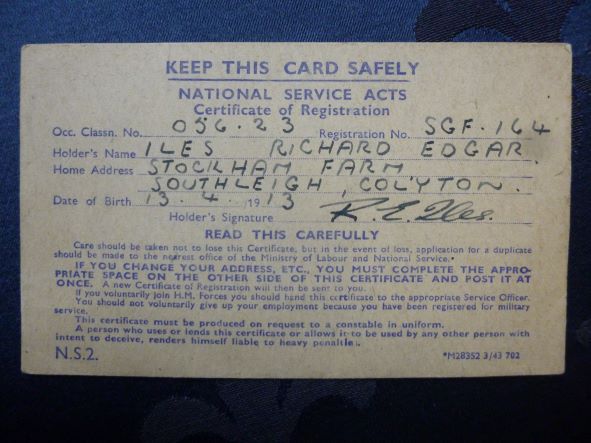 KEEP THIS CARD SAFELY
NATIONAL SERVICE ACTS
Certificate of Registration
Occ. Classn. No. 056.23 Registration No. SGF.164
Holder's Name ILES RICHARD EDGAR
Home Address STOCKHAM FARM
SOUTHLEIGH, COLYTON.
Date of Birth 13.4.1913
Holder's Signature R. E. Iles.
READ THIS CAREFULLY
Care should be taken not to lose this Certificate, but in the event of loss, application for a duplicate
should be made to the nearest office of the Ministry of Labour and National Service.
IF YOU CHANGE YOUR ADDRESS, ETC., YOU MUST COMPLETE THE APPRO-
PRIATE SPACE ON THE OTHER SIDE OF THIS CERTIFICATE AND POST IT AT
ONCE. A new Certificate of Registration will then be sent to you.
If you voluntarily join H.M. Forces you should hand this certificate to the appropriate Service Officer.
You should not voluntarily give up your employment because you have been registered for military
service.
This certificate must be produced on request to a constable in uniform.
A person who uses or lends this certificate or allows it to be used by any other person with
intent to deceive, renders himself liable to heavy penalties.
N.S.2. *M28352 3/43 702